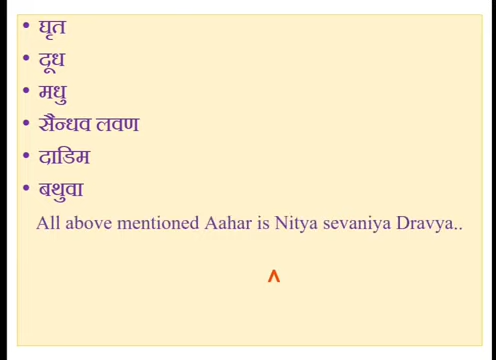 • घृत
• दूध
• मधु
• सैन्धव लवण
• दाडिम
• बथुवा
All above mentioned Aahar is Nitya sevaniya Dravya..
^